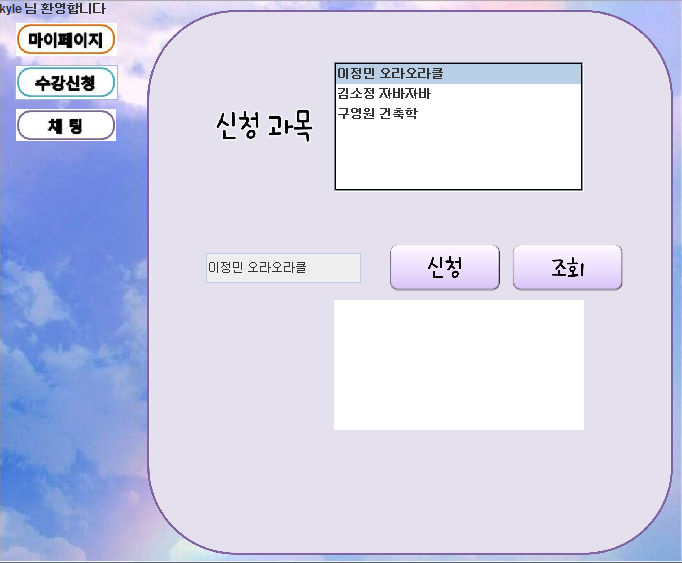 kyle 님 환영합니다
마이페이지
수강신청
채 팅
신청 과목
이정민 오라오라클
김소정 자바자바
구영원 건축학
이정민 오라오라클
신청
조회